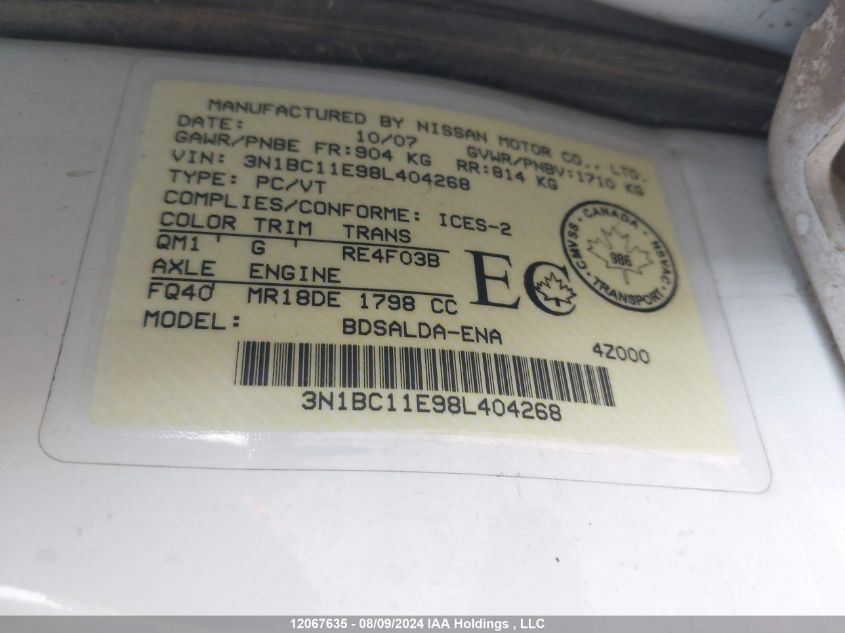 MANUFACTURED BY NISSAN MOTOR CO., LTD.
DATE: 10/07 GVWR/PNBV:1710 KG
GAWR/PNBE FR:904 KG RR:814 KG
VIN: 3N1BC11E98L404268
TYPE: PC/VT
COMPLIES/CONFORME: ICES-2
COLOR TRIM TRANS
QM1 G RE4F03B
AXLE ENGINE
FQ40 MR18DE 1798 CC
MODEL: BDSALDA-ENA
EC
CANADA
CMVSS · NSVAC
986
TRANSPORT
4Z000
3N1BC11E98L404268
12067635 - 08/09/2024 IAA Holdings , LLC